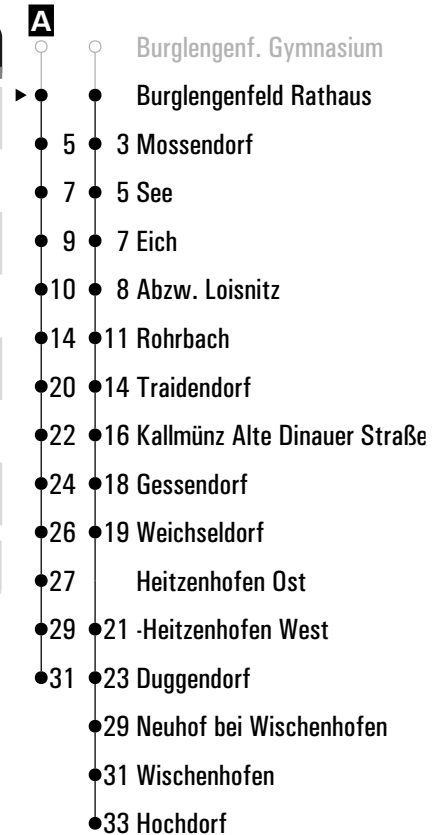 A
Burglengenf. Gymnasium
Burglengenfeld Rathaus
5 3 Mossendorf
7 5 See
9 7 Eich
10 8 Abzw. Loisnitz
14 11 Rohrbach
20 14 Traidendorf
22 16 Kallmünz Alte Dinauer Straße
24 18 Gessendorf
26 19 Weichseldorf
27 Heitzenhofen Ost
29 21 -Heitzenhofen West
31 23 Duggendorf
29 Neuhof bei Wischenhofen
31 Wischenhofen
33 Hochdorf